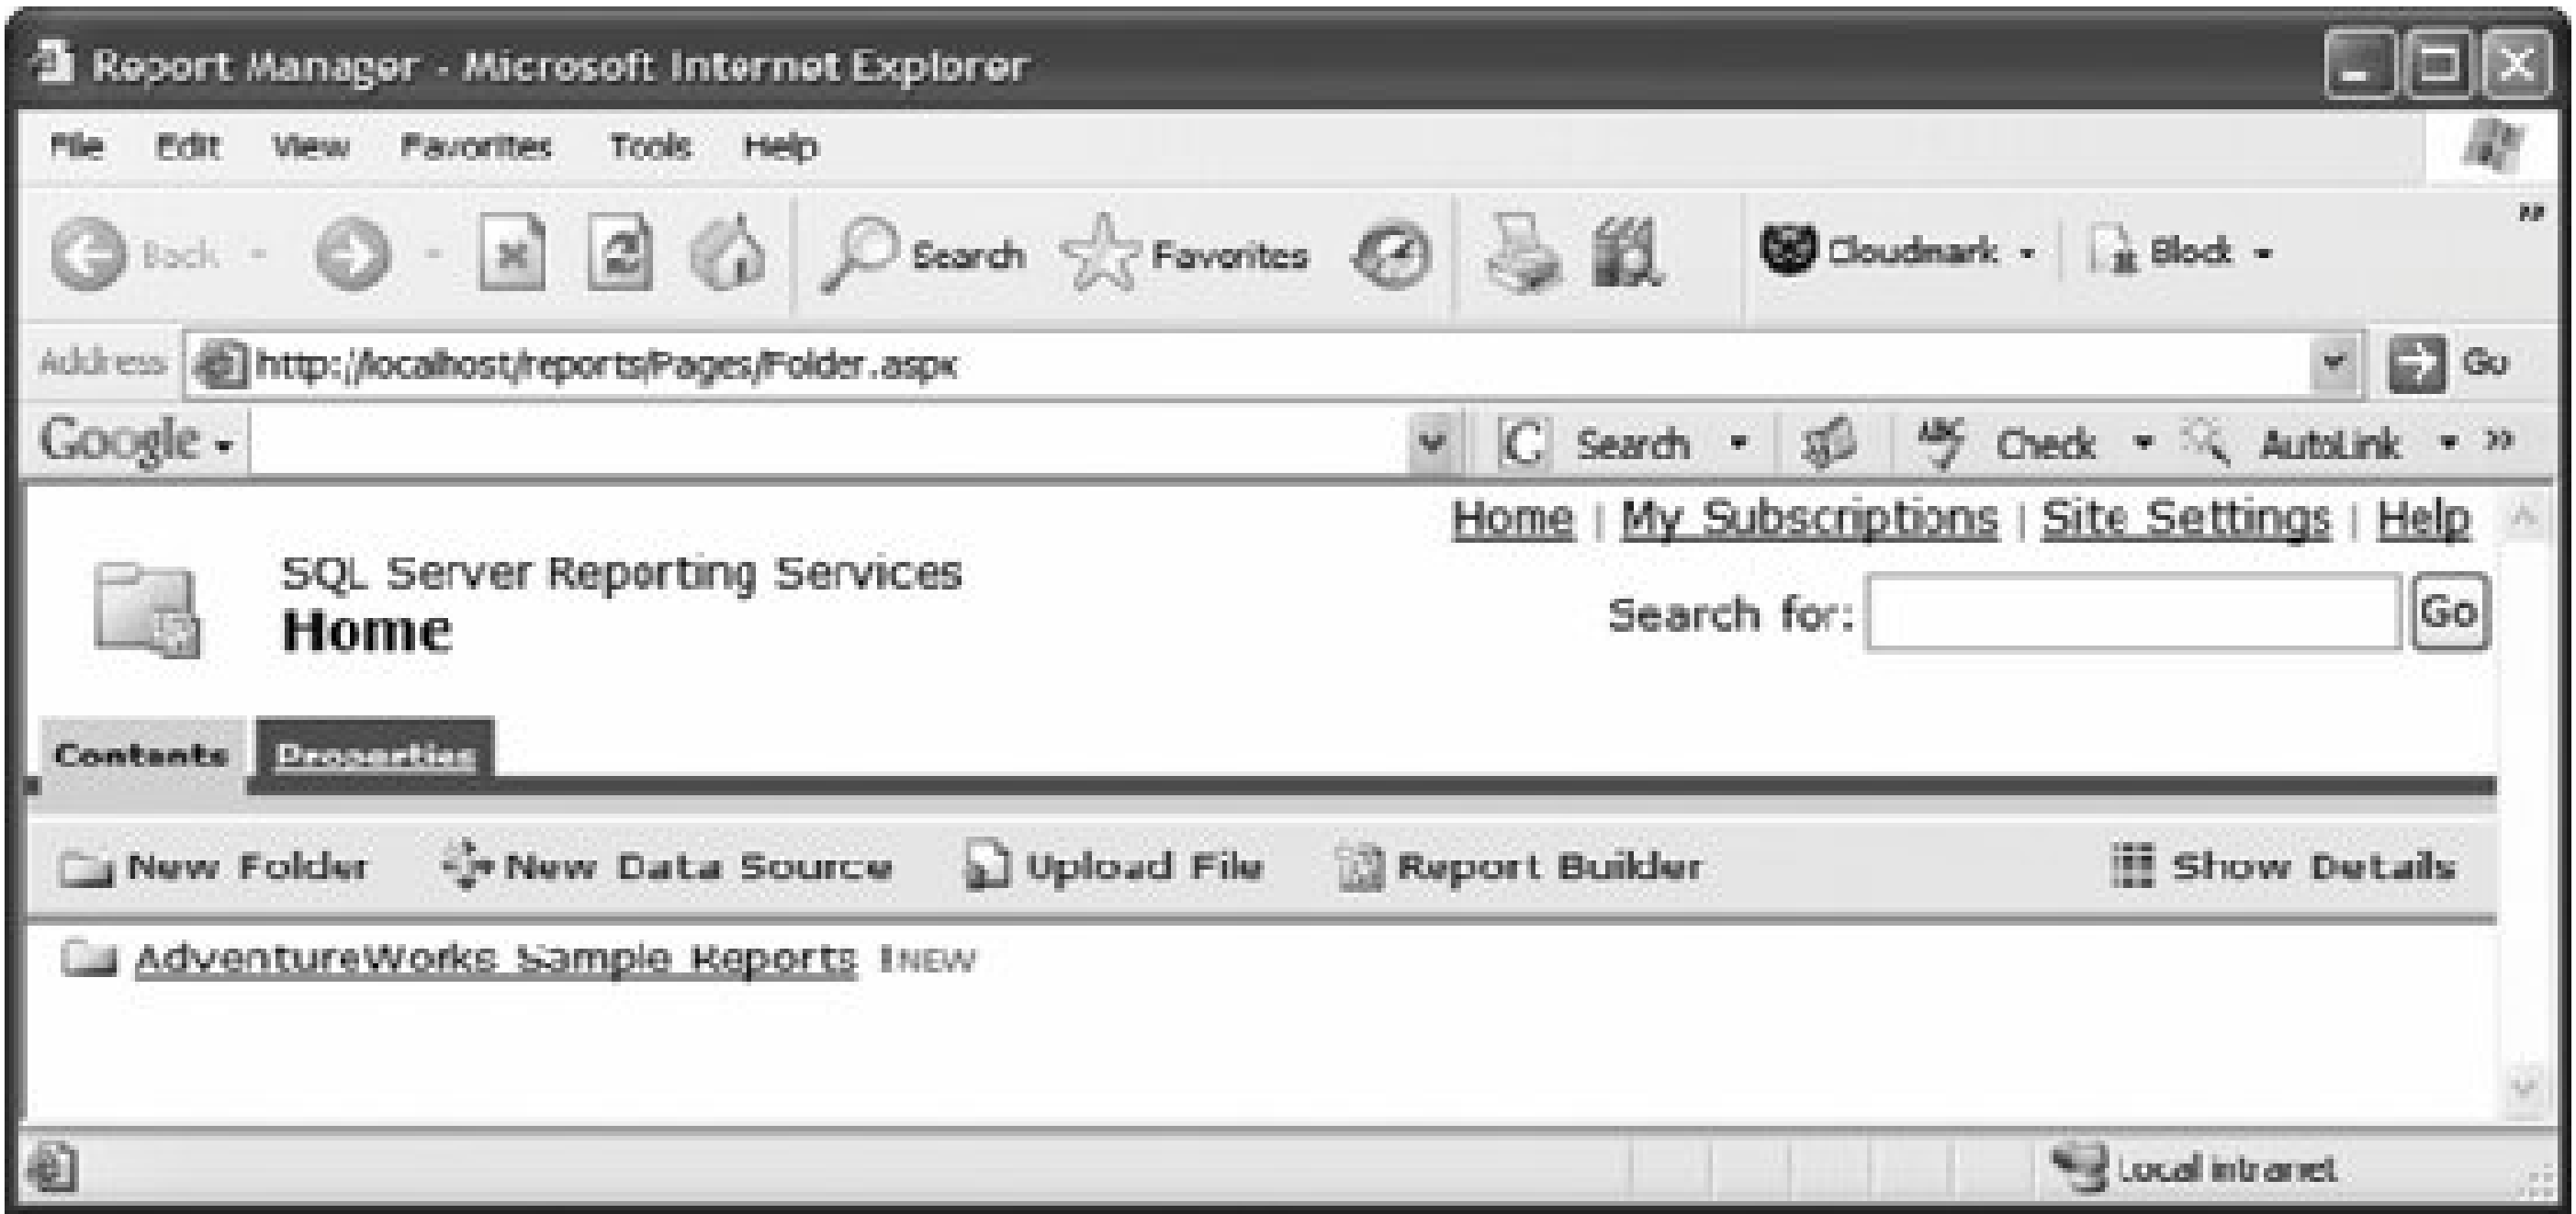 Report Manager - Microsoft Internet Explorer
File Edit View Favorites Tools Help
Back Search Favorites Cloudmark Block »
Address http://localhost/reports/Pages/Folder.aspx Go
Google Search ABC Check AutoLink »
Home | My Subscriptions | Site Settings | Help
SQL Server Reporting Services
Home
Search for: Go
Contents Properties
New Folder New Data Source Upload File Report Builder Show Details
AdventureWorks Sample Reports !NEW
Local intranet